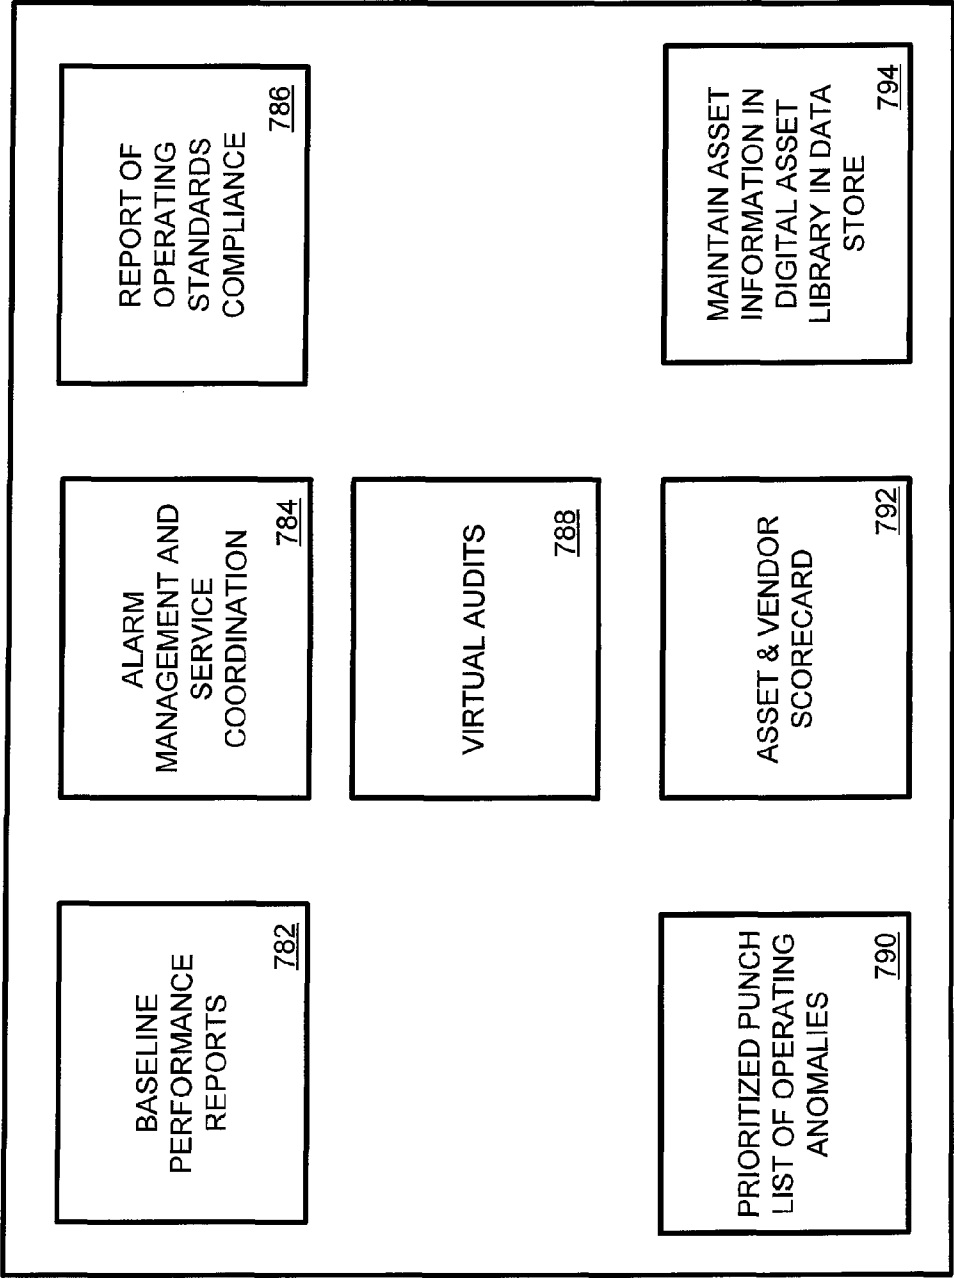 BASELINE
PERFORMANCE
REPORTS
782
ALARM
MANAGEMENT AND
SERVICE
COORDINATION
784
REPORT OF
OPERATING
STANDARDS
COMPLIANCE
786
VIRTUAL AUDITS
788
PRIORITIZED PUNCH
LIST OF OPERATING
ANOMALIES
790
ASSET & VENDOR
SCORECARD
792
MAINTAIN ASSET
INFORMATION IN
DIGITAL ASSET
LIBRARY IN DATA
STORE
794